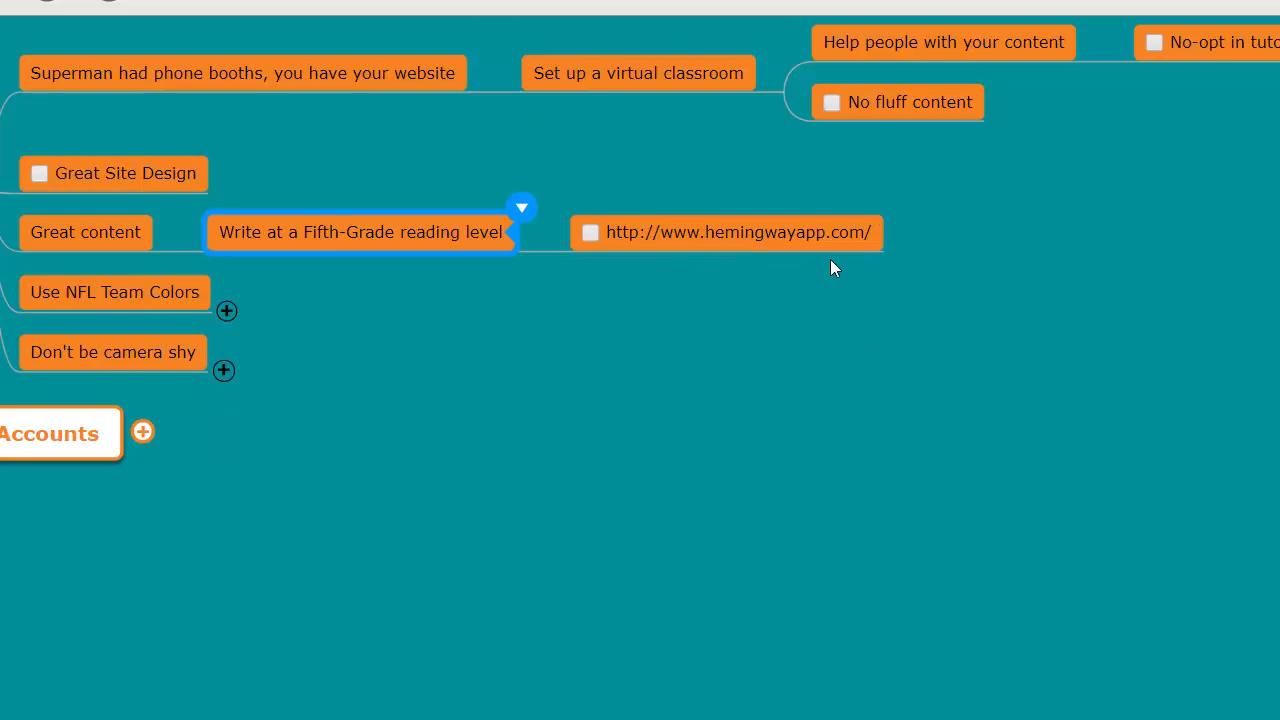 Superman had phone booths, you have your website
Set up a virtual classroom
Help people with your content
No-opt in
No fluff content
Great Site Design
Great content
Write at a Fifth-Grade reading level
http://www.hemingwayapp.com/
Use NFL Team Colors
Don't be camera shy
Accounts